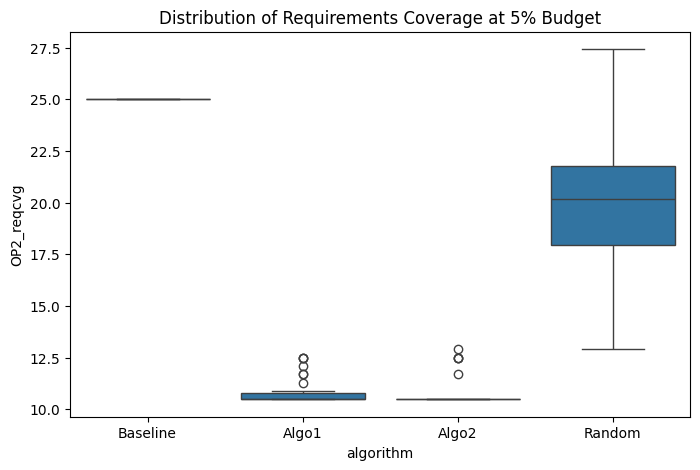 Distribution of Requirements Coverage at 5% Budget
OP2_reqcvg
27.5
25.0
22.5
20.0
17.5
15.0
12.5
10.0
Baseline
Algo1
Algo2
Random
algorithm